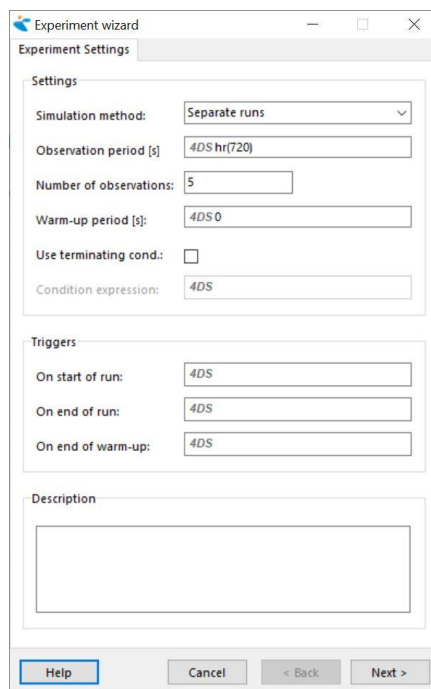 Experiment wizard
Experiment Settings
Settings
Simulation method: Separate runs
Observation period [s] 4DS hr(720)
Number of observations: 5
Warm-up period [s]: 4DS 0
Use terminating cond.:
Condition expression: 4DS
Triggers
On start of run: 4DS
On end of run: 4DS
On end of warm-up: 4DS
Description
Help Cancel < Back Next >